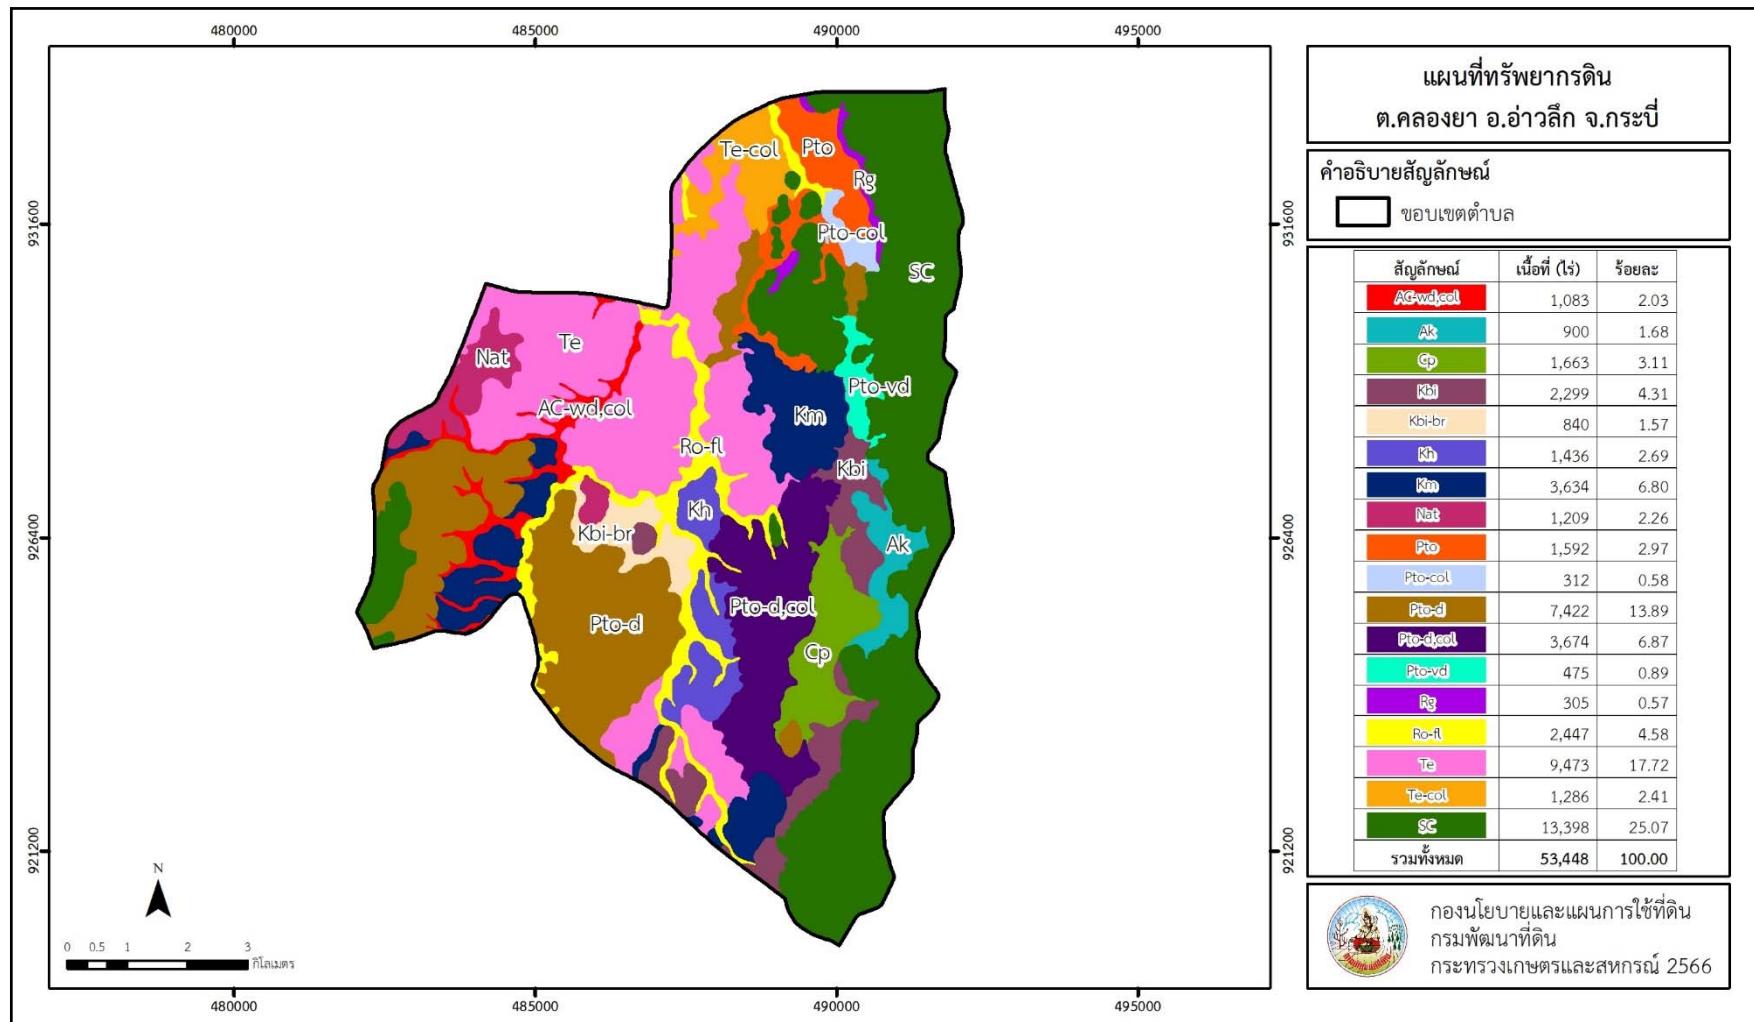 480000 485000 490000 495000
931600 931600
926400 926400
921200 921200
480000 485000 490000 495000
Te-col
Pto
Rg
Pto-col
SC
Te
Nat
Pto-vd
AC-wd,col
Km
Ro-fl
Kbi
Kh
Kbi-br
Ak
Pto-d,col
Pto-d
Cp
N
0 0.5 1 2 3
กิโลเมตร
แผนที่ทรัพยากรดิน
ต.คลองยา อ.อ่าวลึก จ.กระบี่
คำอธิบายสัญลักษณ์
ขอบเขตตำบล
สัญลักษณ์ เนื้อที่ (ไร่) ร้อยละ
AC-wd,col 1,083 2.03
Ak 900 1.68
Cp 1,663 3.11
Kbi 2,299 4.31
Kbi-br 840 1.57
Kh 1,436 2.69
Km 3,634 6.80
Nat 1,209 2.26
Pto 1,592 2.97
Pto-col 312 0.58
Pto-d 7,422 13.89
Pto-d,col 3,674 6.87
Pto-vd 475 0.89
Rg 305 0.57
Ro-fl 2,447 4.58
Te 9,473 17.72
Te-col 1,286 2.41
SC 13,398 25.07
รวมทั้งหมด 53,448 100.00
กองนโยบายและแผนการใช้ที่ดิน
กรมพัฒนาที่ดิน
กระทรวงเกษตรและสหกรณ์ 2566